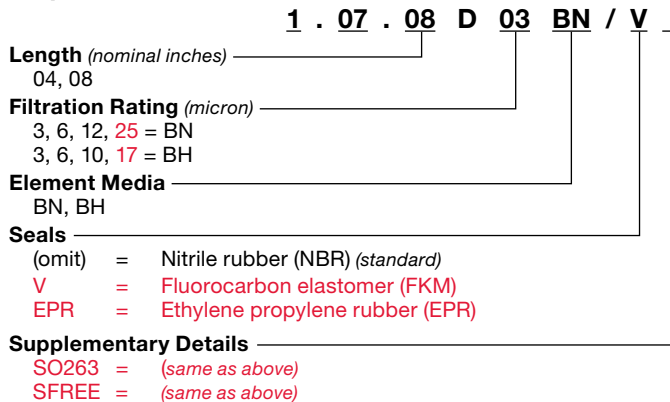 1 . 07 . 08 D 03 BN / V _
Length (nominal inches)
04, 08
Filtration Rating (micron)
3, 6, 12, 25 = BN
3, 6, 10, 17 = BH
Element Media
BN, BH
Seals
(omit) = Nitrile rubber (NBR) (standard)
V = Fluorocarbon elastomer (FKM)
EPR = Ethylene propylene rubber (EPR)
Supplementary Details
SO263 = (same as above)
SFREE = (same as above)